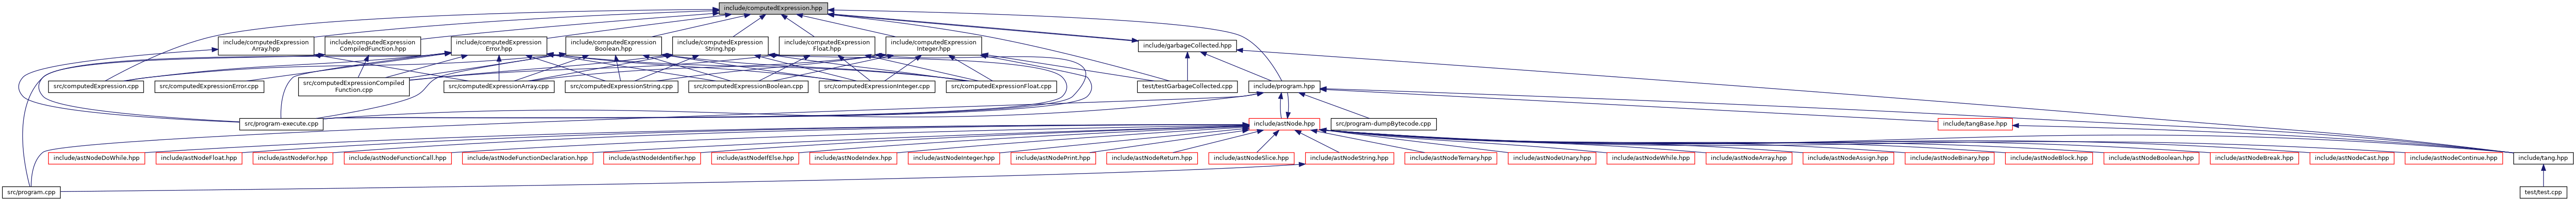 include/computedExpression.hpp
include/computedExpression
Array.hpp
include/computedExpression
CompiledFunction.hpp
include/computedExpression
Error.hpp
include/computedExpression
Boolean.hpp
include/computedExpression
String.hpp
include/computedExpression
Float.hpp
include/computedExpression
Integer.hpp
include/garbageCollected.hpp
src/computedExpression.cpp
src/computedExpressionError.cpp
src/computedExpressionCompiled
Function.cpp
src/computedExpressionArray.cpp
src/computedExpressionString.cpp
src/computedExpressionBoolean.cpp
src/computedExpressionInteger.cpp
src/computedExpressionFloat.cpp
test/testGarbageCollected.cpp
include/program.hpp
src/program-execute.cpp
include/astNode.hpp
src/program-dumpBytecode.cpp
include/tangBase.hpp
include/astNodeDoWhile.hpp
include/astNodeFloat.hpp
include/astNodeFor.hpp
include/astNodeFunctionCall.hpp
include/astNodeFunctionDeclaration.hpp
include/astNodeIdentifier.hpp
include/astNodeIfElse.hpp
include/astNodeIndex.hpp
include/astNodeInteger.hpp
include/astNodePrint.hpp
include/astNodeReturn.hpp
include/astNodeSlice.hpp
include/astNodeString.hpp
include/astNodeTernary.hpp
include/astNodeUnary.hpp
include/astNodeWhile.hpp
include/astNodeArray.hpp
include/astNodeAssign.hpp
include/astNodeBinary.hpp
include/astNodeBlock.hpp
include/astNodeBoolean.hpp
include/astNodeBreak.hpp
include/astNodeCast.hpp
include/astNodeContinue.hpp
include/tang.hpp
src/program.cpp
test/test.cpp